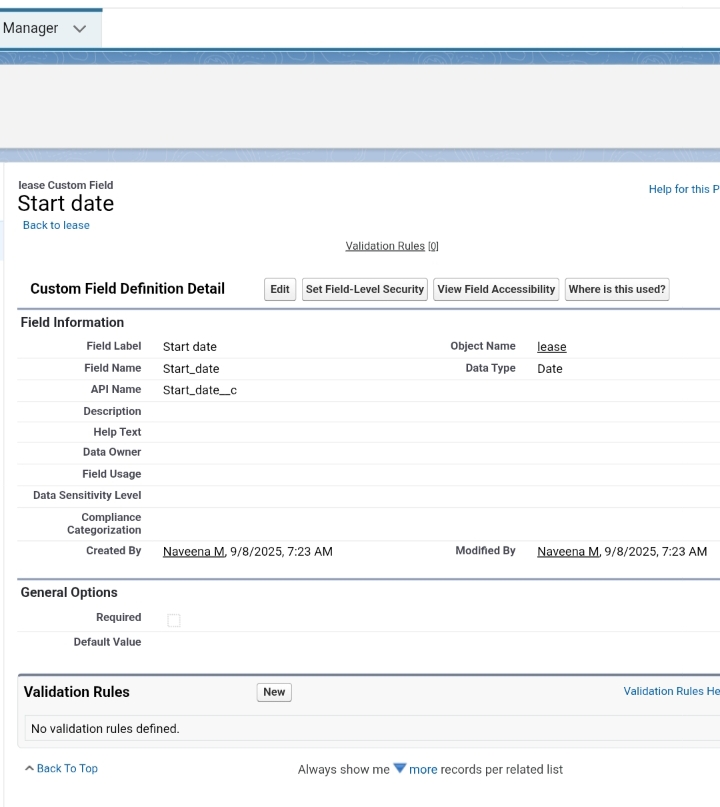 Manager
lease Custom Field
Start date
Help for this P
Back to lease
Validation Rules [0]
Custom Field Definition Detail Edit Set Field-Level Security View Field Accessibility Where is this used?
Field Information
Field Label Start date Object Name lease
Field Name Start_date Data Type Date
API Name Start_date__c
Description
Help Text
Data Owner
Field Usage
Data Sensitivity Level
Compliance
Categorization
Created By Naveena M, 9/8/2025, 7:23 AM Modified By Naveena M, 9/8/2025, 7:23 AM
General Options
Required
Default Value
Validation Rules New Validation Rules He
No validation rules defined.
Back To Top Always show me more records per related list